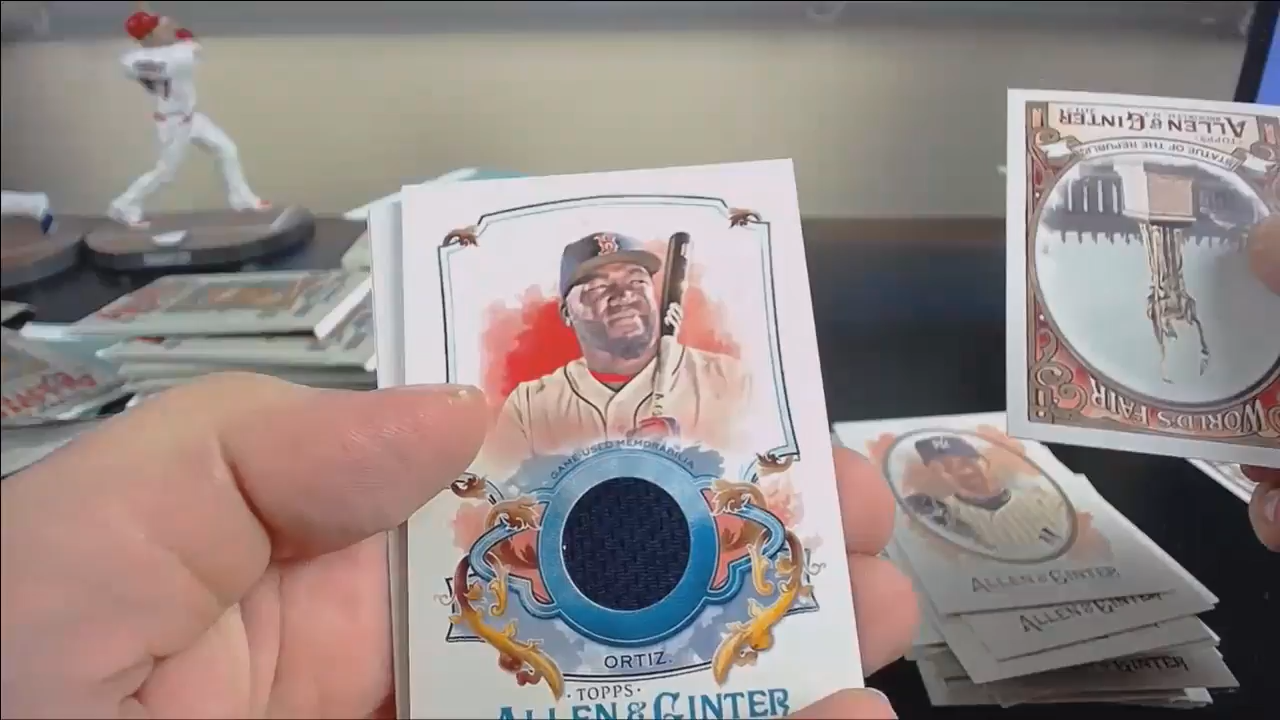 GAME-USED MEMORABILIA
ORTIZ.
·TOPPS·
ALLEN & GINTER
TOPPS
ALLEN & GINTER
STATUE OF THE REPUBLIC
WORLD'S FAIR
ALLEN & GINTER
ALLEN & GINTER
GINTER